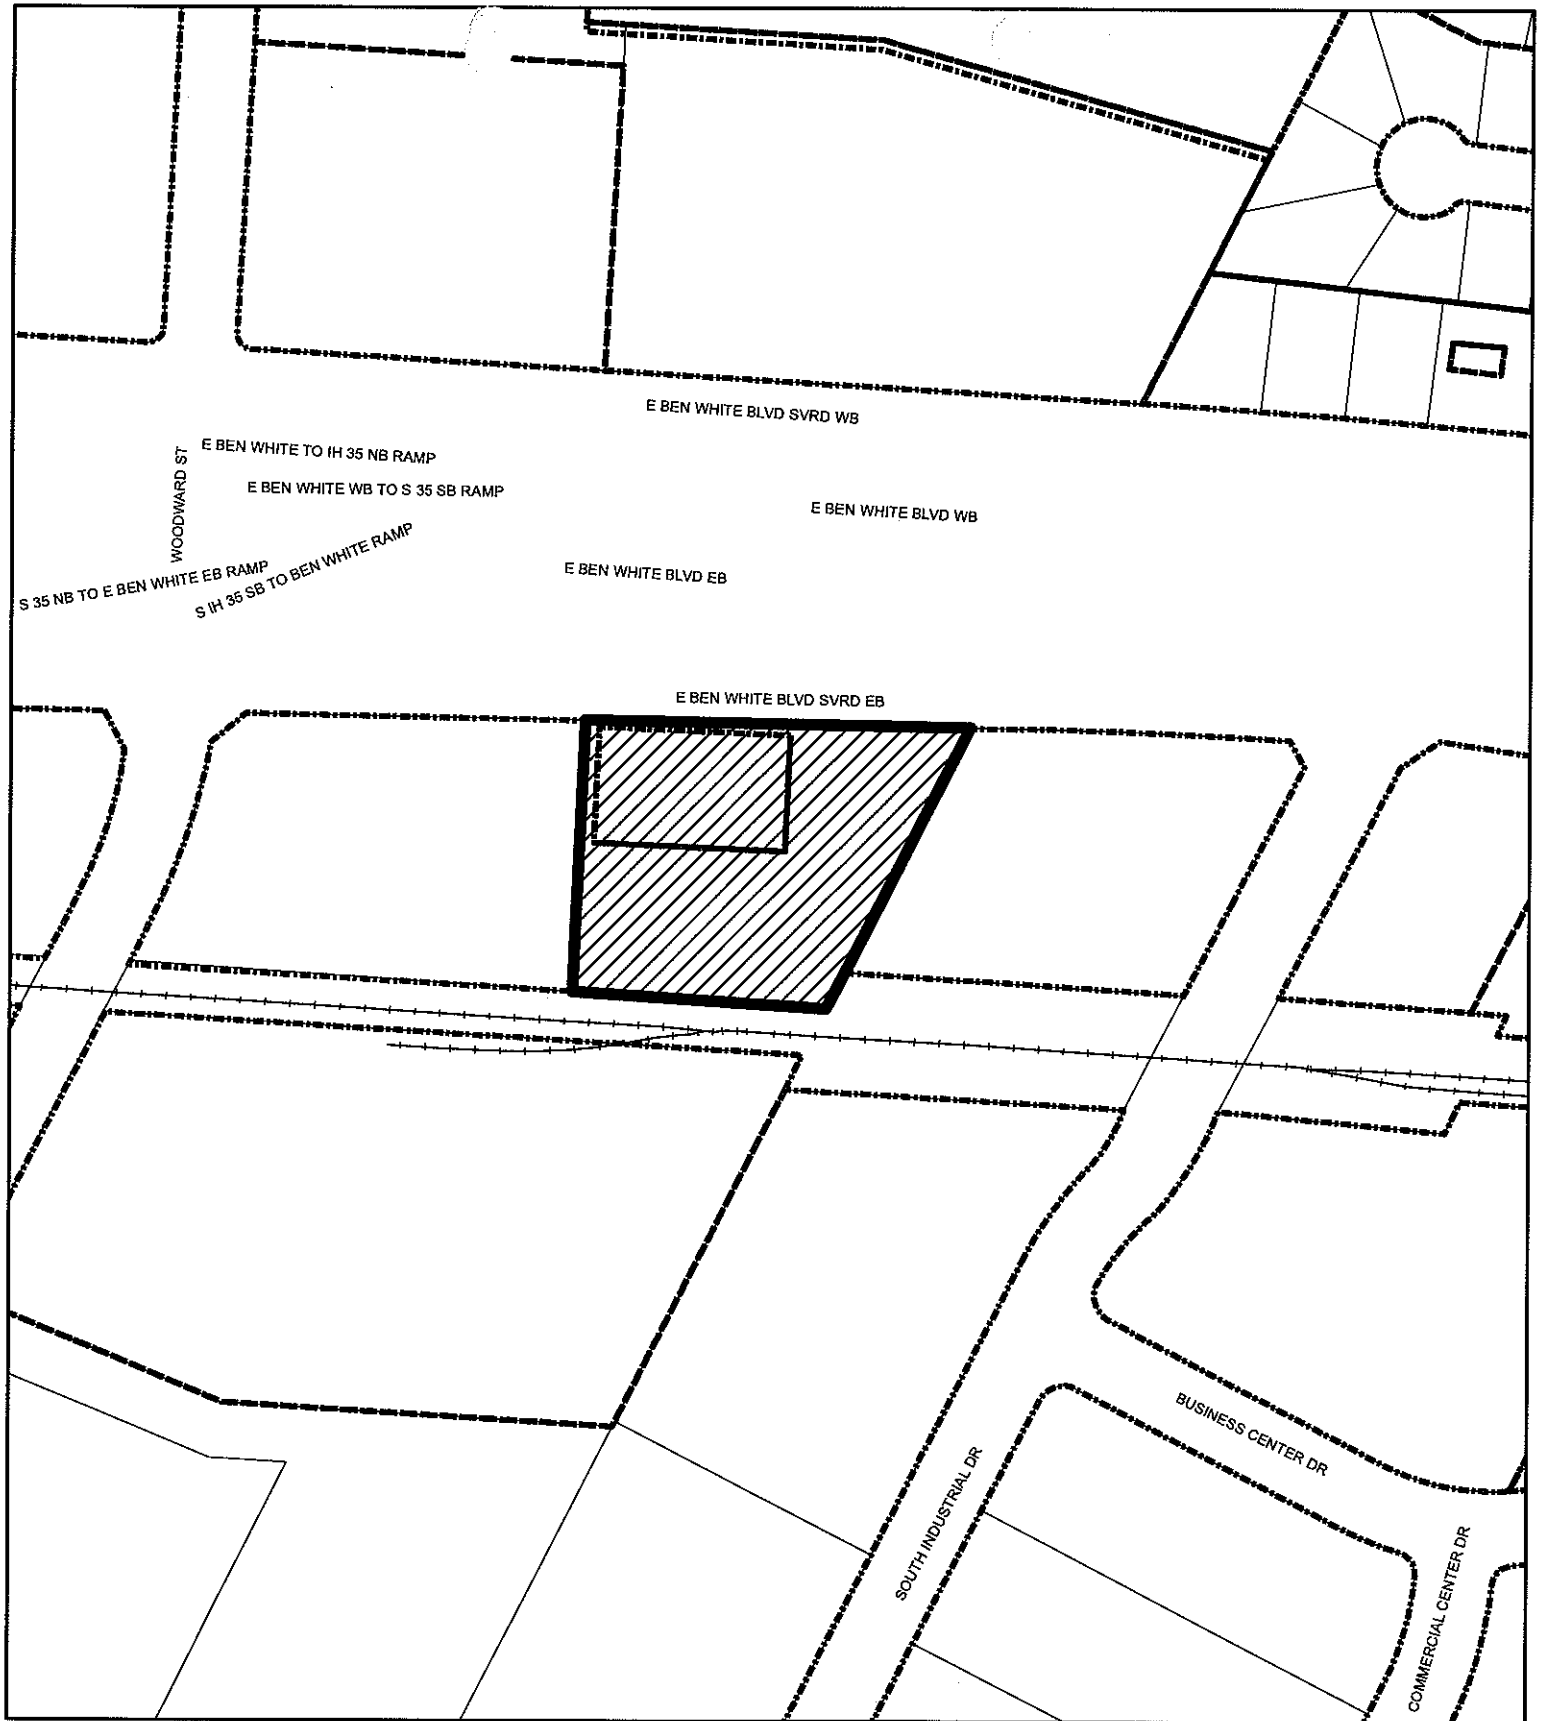 E BEN WHITE BLVD SVRD WB
E BEN WHITE TO IH 35 NB RAMP
WOODWARD ST
E BEN WHITE WB TO S 35 SB RAMP
E BEN WHITE BLVD WB
S IH 35 SB TO BEN WHITE RAMP
E BEN WHITE BLVD EB
S 35 NB TO E BEN WHITE EB RAMP
E BEN WHITE BLVD SVRD EB
BUSINESS CENTER DR
SOUTH INDUSTRIAL DR
COMMERCIAL CENTER DR